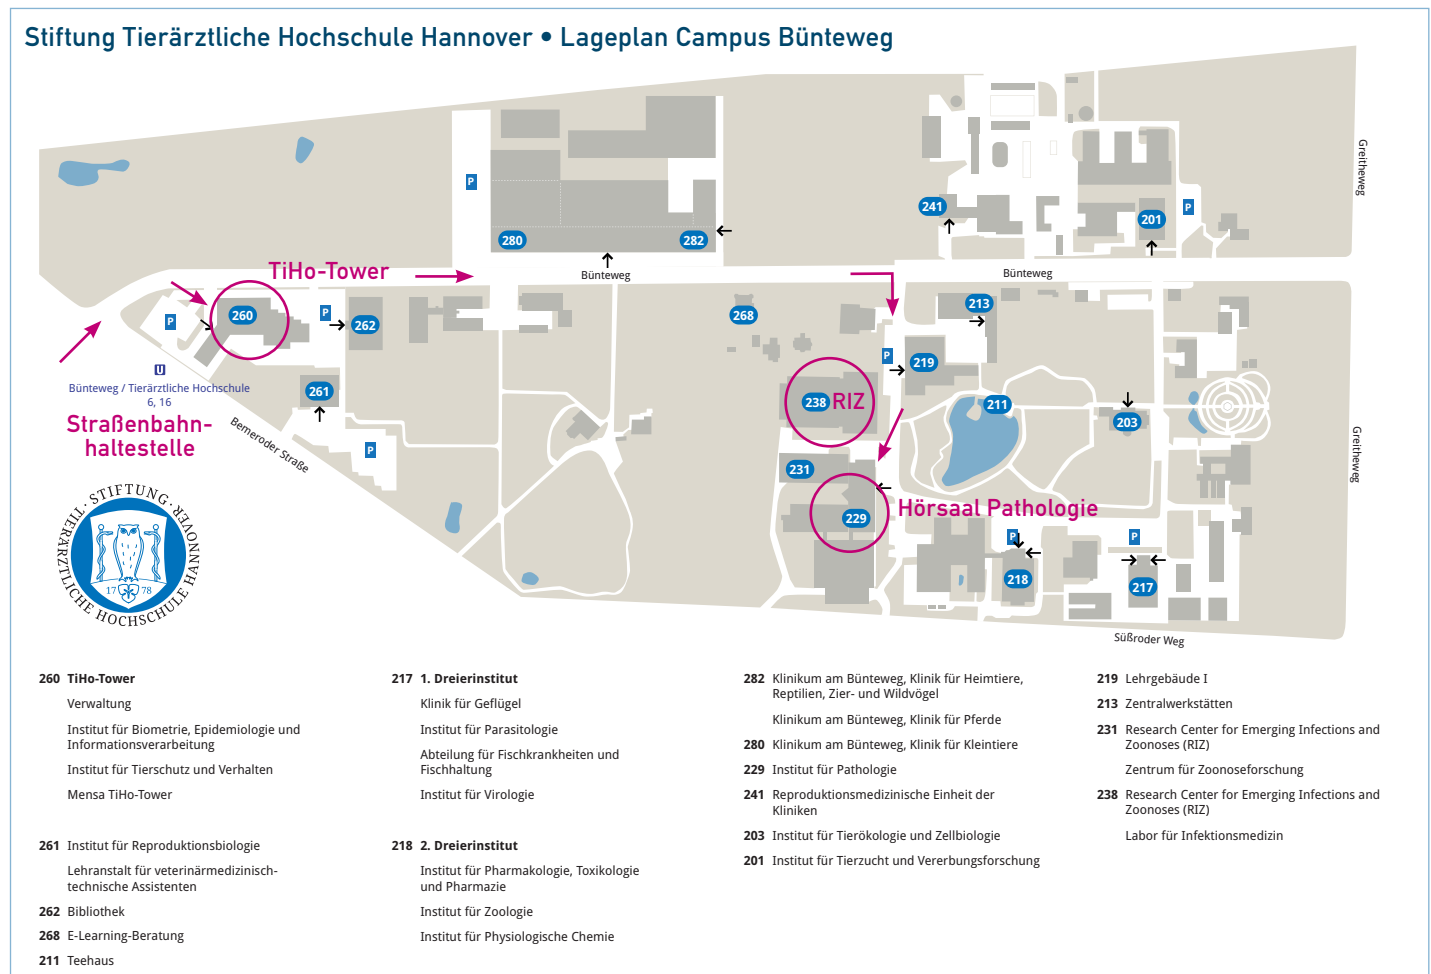 Stiftung Tierärztliche Hochschule Hannover • Lageplan Campus Bünteweg
Greitheweg
P
241
201
P
280
282
TiHo-Tower
Bünteweg
Bünteweg
260
P
P
262
268
213
P
219
U
Bünteweg / Tierärztliche Hochschule
6, 16
261
238
RIZ
211
203
Straßenbahn-
haltestelle
Bemeroder Straße
P
Greitheweg
231
229
Hörsaal Pathologie
P
218
P
217
Süßroder Weg
STIFTUNG · TIERÄRZTLICHE HOCHSCHULE HANNOVER ·
17 78
260 TiHo-Tower
Verwaltung
Institut für Biometrie, Epidemiologie und
Informationsverarbeitung
Institut für Tierschutz und Verhalten
Mensa TiHo-Tower
261 Institut für Reproduktionsbiologie
Lehranstalt für veterinärmedizinisch-
technische Assistenten
262 Bibliothek
268 E-Learning-Beratung
211 Teehaus
217 1. Dreierinstitut
Klinik für Geflügel
Institut für Parasitologie
Abteilung für Fischkrankheiten und
Fischhaltung
Institut für Virologie
218 2. Dreierinstitut
Institut für Pharmakologie, Toxikologie
und Pharmazie
Institut für Zoologie
Institut für Physiologische Chemie
282 Klinikum am Bünteweg, Klinik für Heimtiere,
Reptilien, Zier- und Wildvögel
Klinikum am Bünteweg, Klinik für Pferde
280 Klinikum am Bünteweg, Klinik für Kleintiere
229 Institut für Pathologie
241 Reproduktionsmedizinische Einheit der
Kliniken
203 Institut für Tierökologie und Zellbiologie
201 Institut für Tierzucht und Vererbungsforschung
219 Lehrgebäude I
213 Zentralwerkstätten
231 Research Center for Emerging Infections and
Zoonoses (RIZ)
Zentrum für Zoonoseforschung
238 Research Center for Emerging Infections and
Zoonoses (RIZ)
Labor für Infektionsmedizin